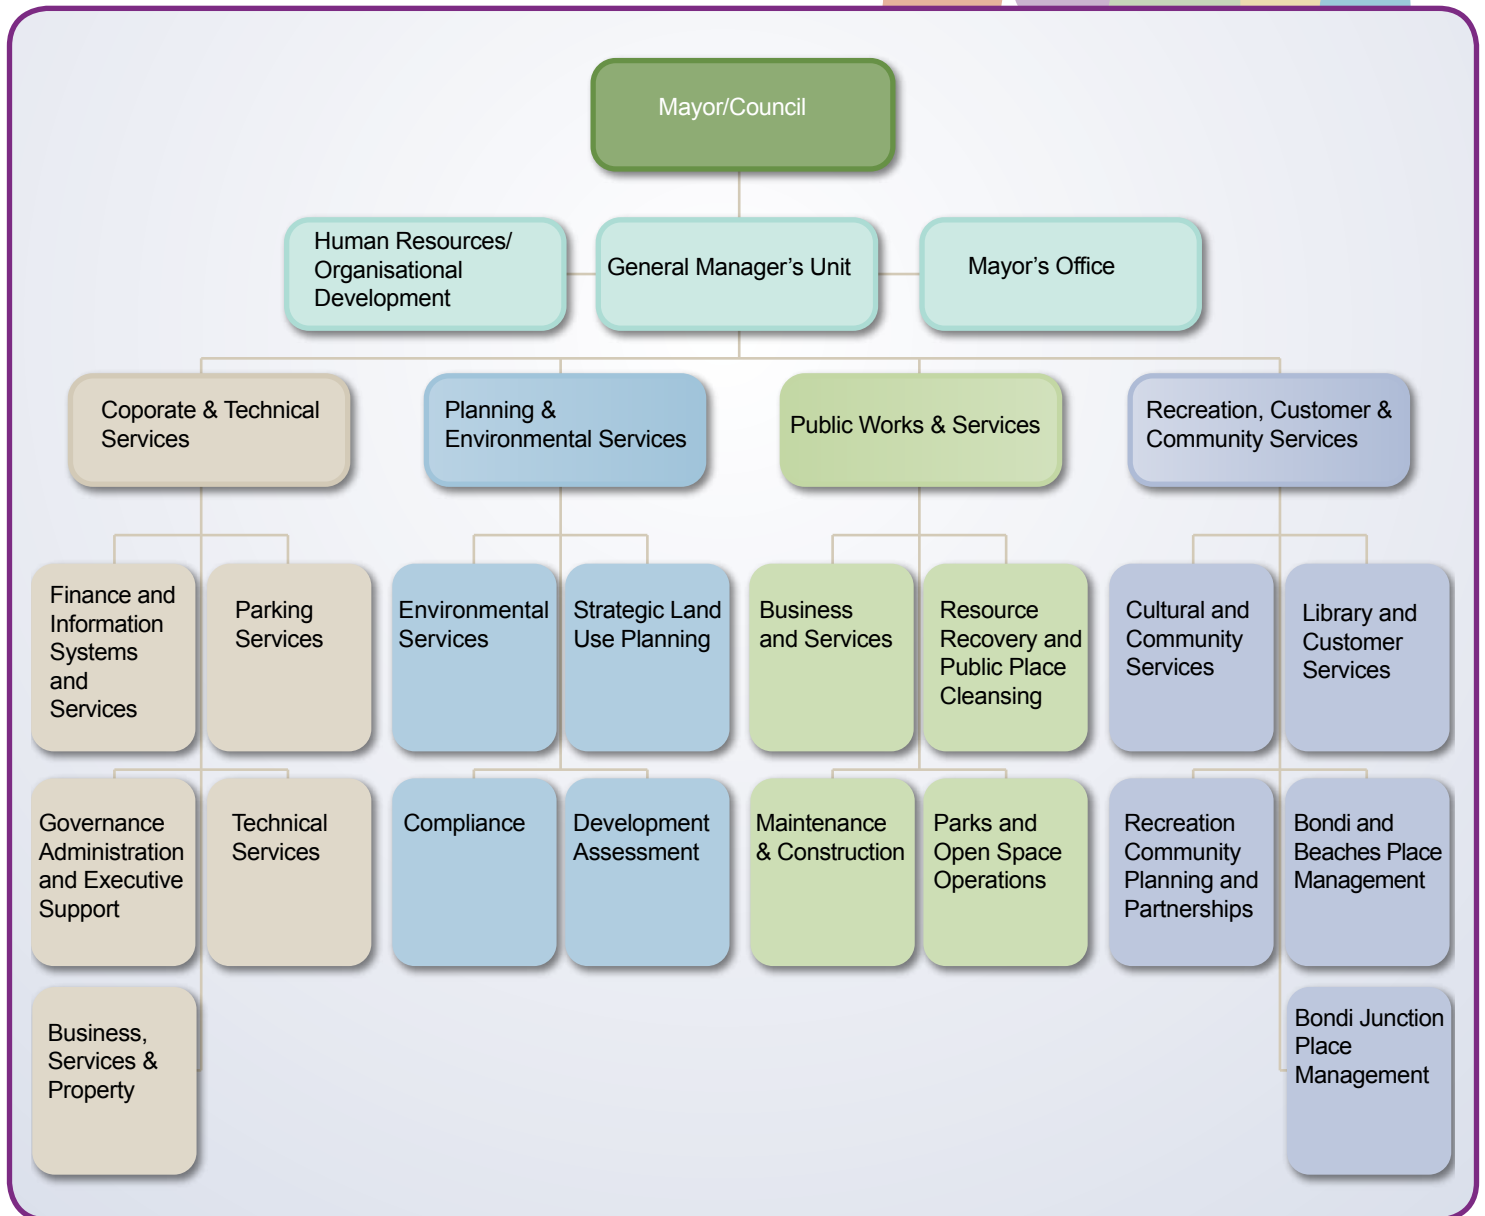 Mayor/Council
Human Resources/
Organisational
Development
General Manager’s Unit
Mayor’s Office
Coporate & Technical
Services
Planning &
Environmental Services
Public Works & Services
Recreation, Customer &
Community Services
Finance and
Information
Systems
and
Services
Parking
Services
Environmental
Services
Strategic Land
Use Planning
Business
and Services
Resource
Recovery and
Public Place
Cleansing
Cultural and
Community
Services
Library and
Customer
Services
Governance
Administration
and Executive
Support
Technical
Services
Compliance
Development
Assessment
Maintenance
& Construction
Parks and
Open Space
Operations
Recreation
Community
Planning and
Partnerships
Bondi and
Beaches Place
Management
Business,
Services &
Property
Bondi Junction
Place
Management